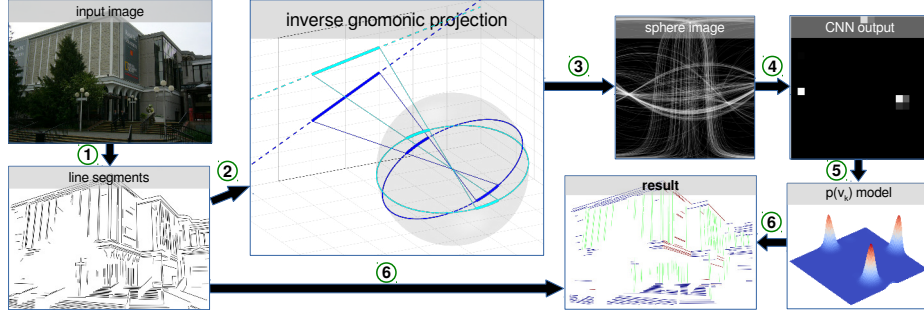 input image
inverse gnomonic projection
sphere image
CNN output
③
④
①
②
⑤
line segments
result
p(vₖ) model
⑥
⑥